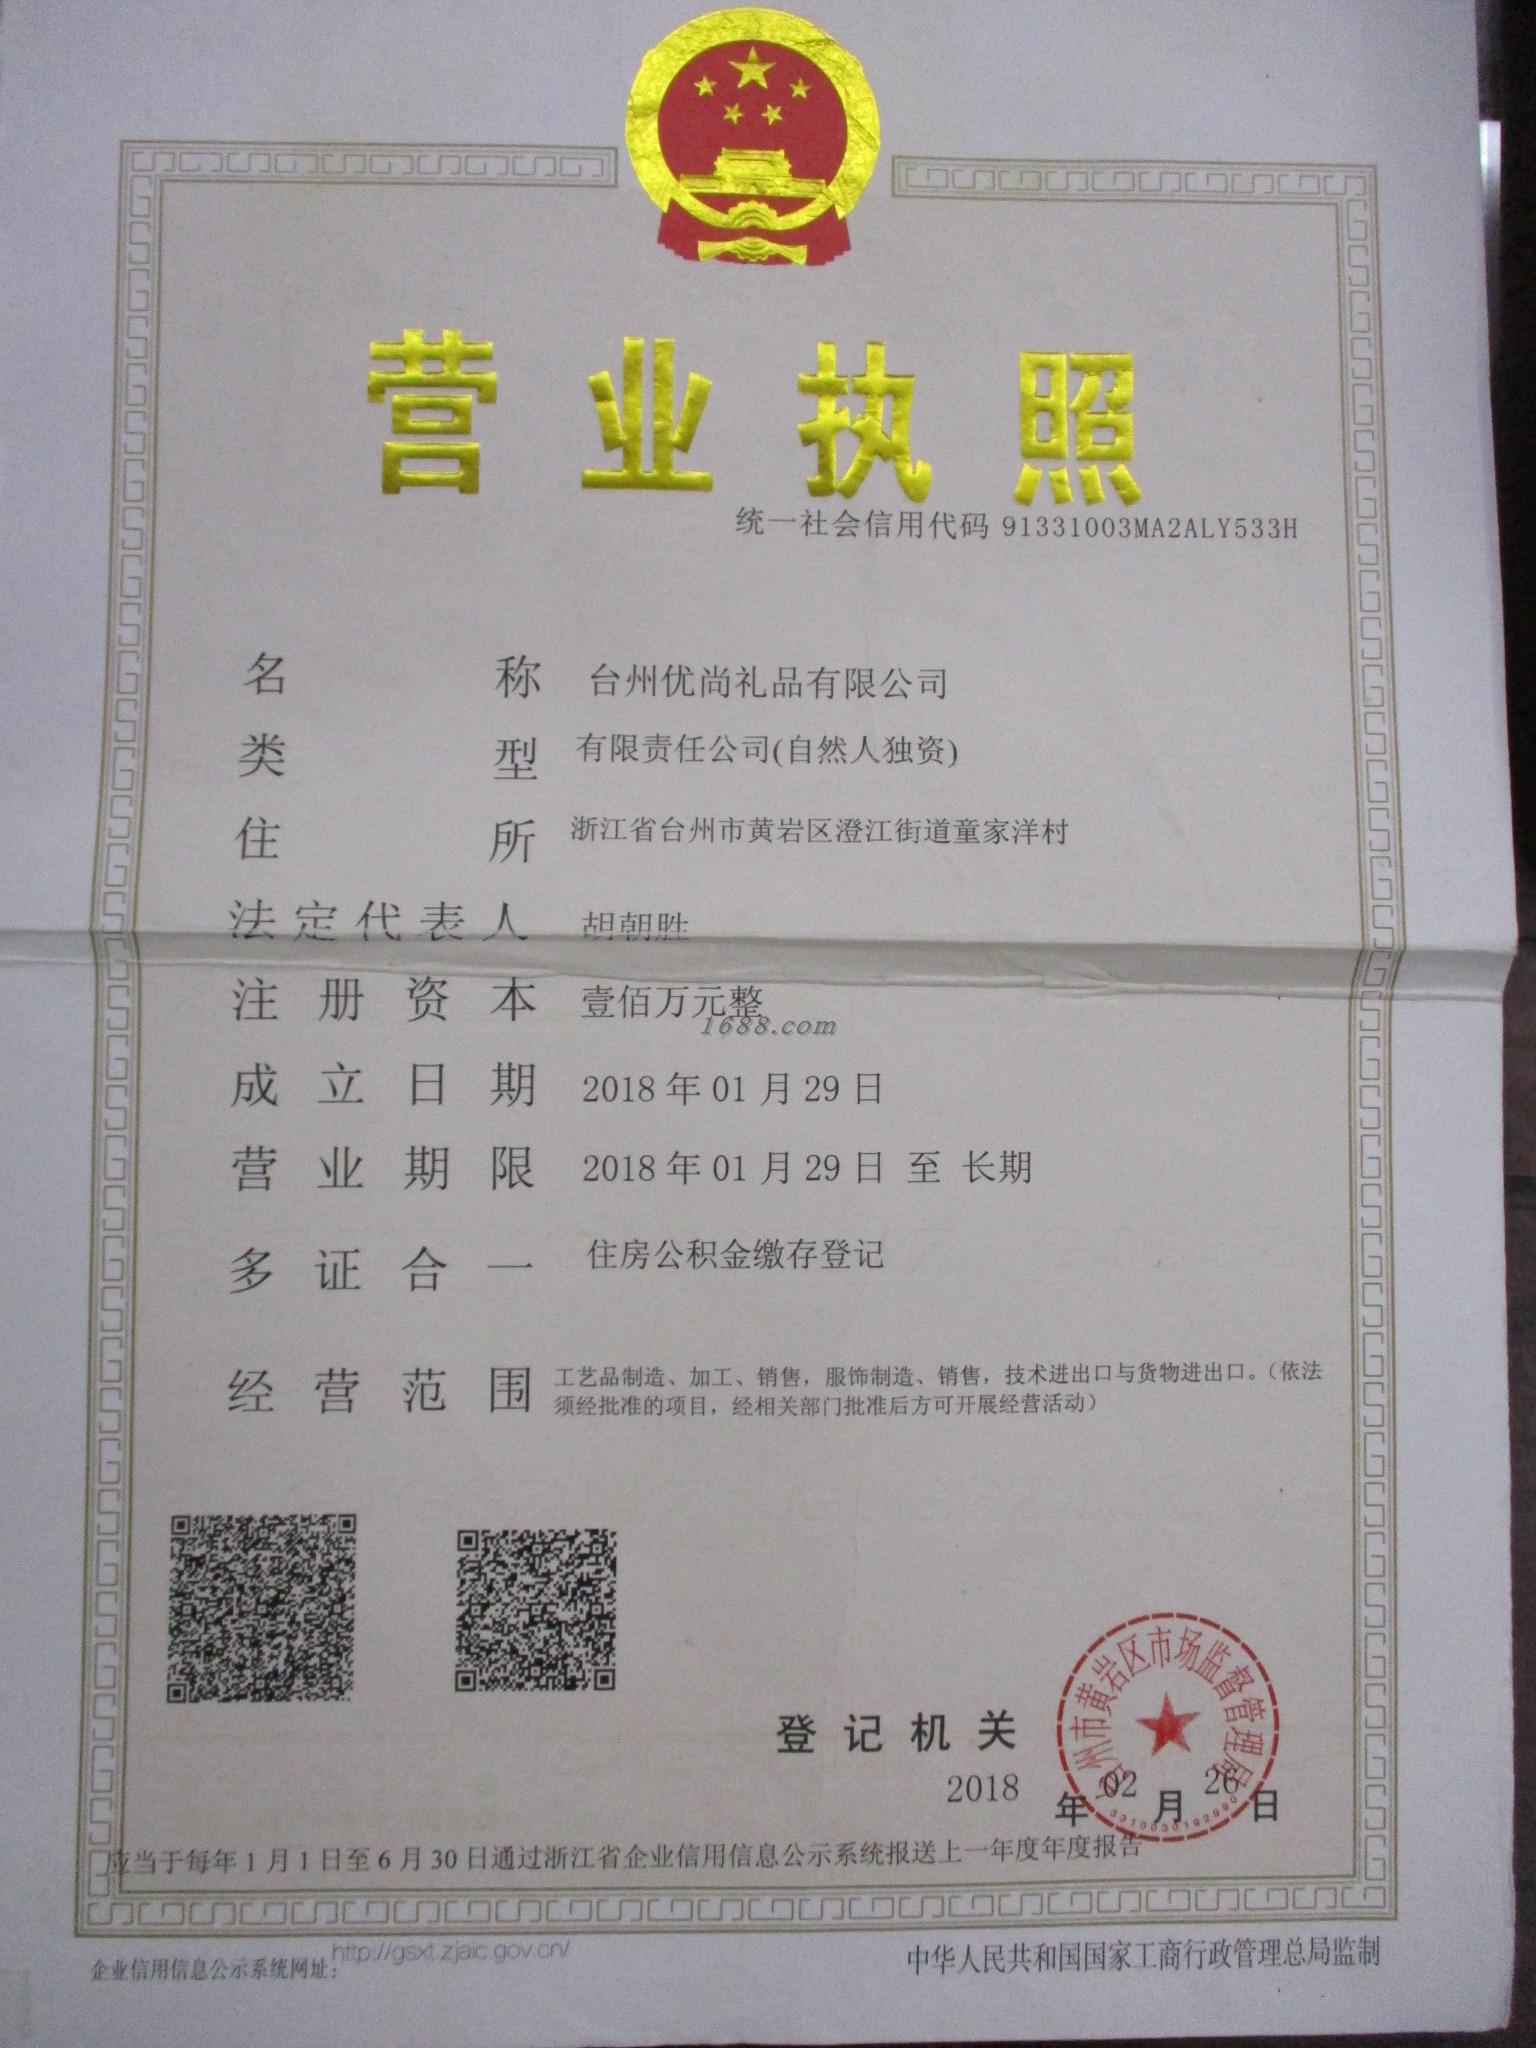 营业执照
统一社会信用代码 91331003MA2ALY533H
名称 台州优尚礼品有限公司
类型 有限责任公司(自然人独资)
住所 浙江省台州市黄岩区澄江街道童家洋村
法定代表人 胡朝胜
注册资本 壹佰万元整
1688.com
成立日期 2018年01月29日
营业期限 2018年01月29日 至 长期
多证合一 住房公积金缴存登记
经营范围 工艺品制造、加工、销售，服饰制造、销售，技术进出口与货物进出口。（依法
须经批准的项目，经相关部门批准后方可开展经营活动）
台州市黄岩区市场监督管理局
登记机关
2018年02月26日
应当于每年1月1日至6月30日通过浙江省企业信用信息公示系统报送上一年度年度报告
企业信用信息公示系统网址：http://gsxt.zjaic.gov.cn/
中华人民共和国国家工商行政管理总局监制